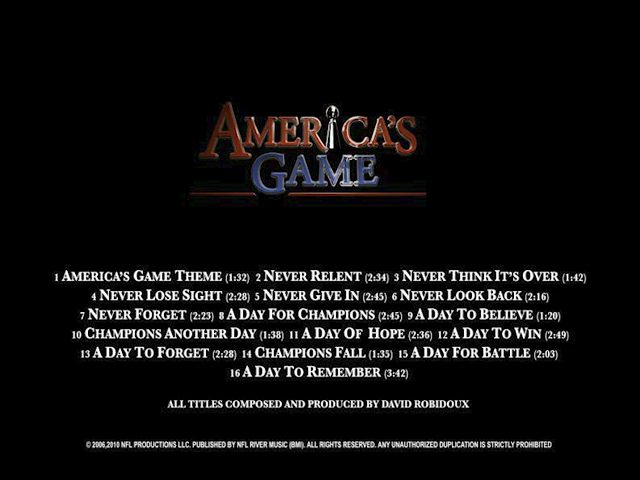 AMERICA'S
GAME
1 AMERICA'S GAME THEME (1:32) 2 NEVER RELENT (2:34) 3 NEVER THINK IT'S OVER (1:42)
4 NEVER LOSE SIGHT (2:28) 5 NEVER GIVE IN (2:45) 6 NEVER LOOK BACK (2:16)
7 NEVER FORGET (2:23) 8 A DAY FOR CHAMPIONS (2:45) 9 A DAY TO BELIEVE (1:20)
10 CHAMPIONS ANOTHER DAY (1:38) 11 A DAY OF HOPE (2:36) 12 A DAY TO WIN (2:49)
13 A DAY TO FORGET (2:28) 14 CHAMPIONS FALL (1:35) 15 A DAY FOR BATTLE (2:03)
16 A DAY TO REMEMBER (3:42)
ALL TITLES COMPOSED AND PRODUCED BY DAVID ROBIDOUX
© 2006,2010 NFL PRODUCTIONS LLC. PUBLISHED BY NFL RIVER MUSIC (BMI). ALL RIGHTS RESERVED. ANY UNAUTHORIZED DUPLICATION IS STRICTLY PROHIBITED